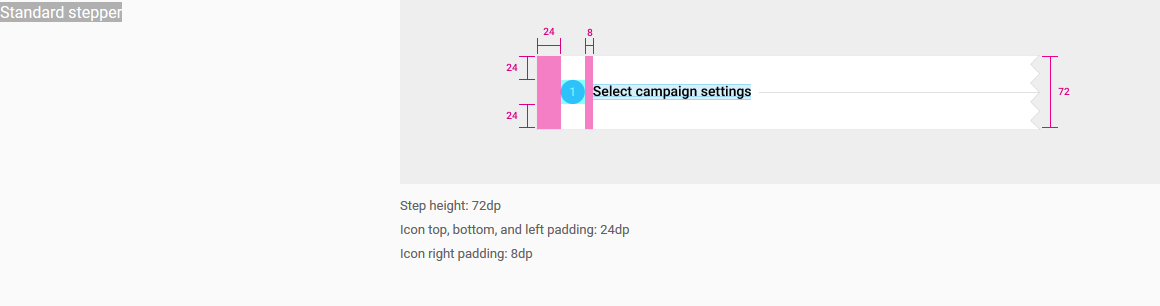 Standard stepper
24 8
24
1 Select campaign settings
72
24
Step height: 72dp
Icon top, bottom, and left padding: 24dp
Icon right padding: 8dp